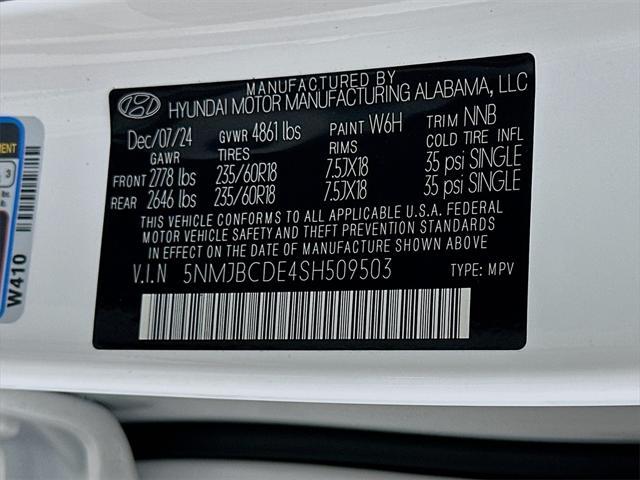 MANUFACTURED BY
HYUNDAI MOTOR MANUFACTURING ALABAMA, LLC
Dec/07/24 GVWR 4861 lbs PAINT W6H TRIM NNB
GAWR TIRES RIMS COLD TIRE INFL
FRONT 2778 lbs 235/60R18 7.5JX18 35 psi SINGLE
REAR 2646 lbs 235/60R18 7.5JX18 35 psi SINGLE
THIS VEHICLE CONFORMS TO ALL APPLICABLE U.S.A. FEDERAL
MOTOR VEHICLE SAFETY AND THEFT PREVENTION STANDARDS
IN EFFECT ON THE DATE OF MANUFACTURE SHOWN ABOVE.
V.I.N 5NMJBCDE4SH509503 TYPE: MPV
MENT
3
W410